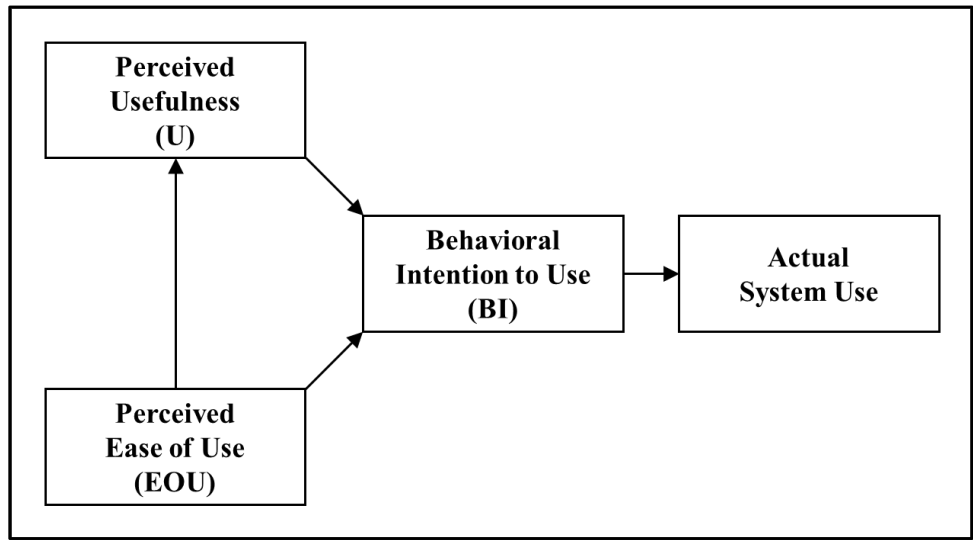 Perceived
Usefulness
(U)
Behavioral
Intention to Use
(BI)
Actual
System Use
Perceived
Ease of Use
(EOU)